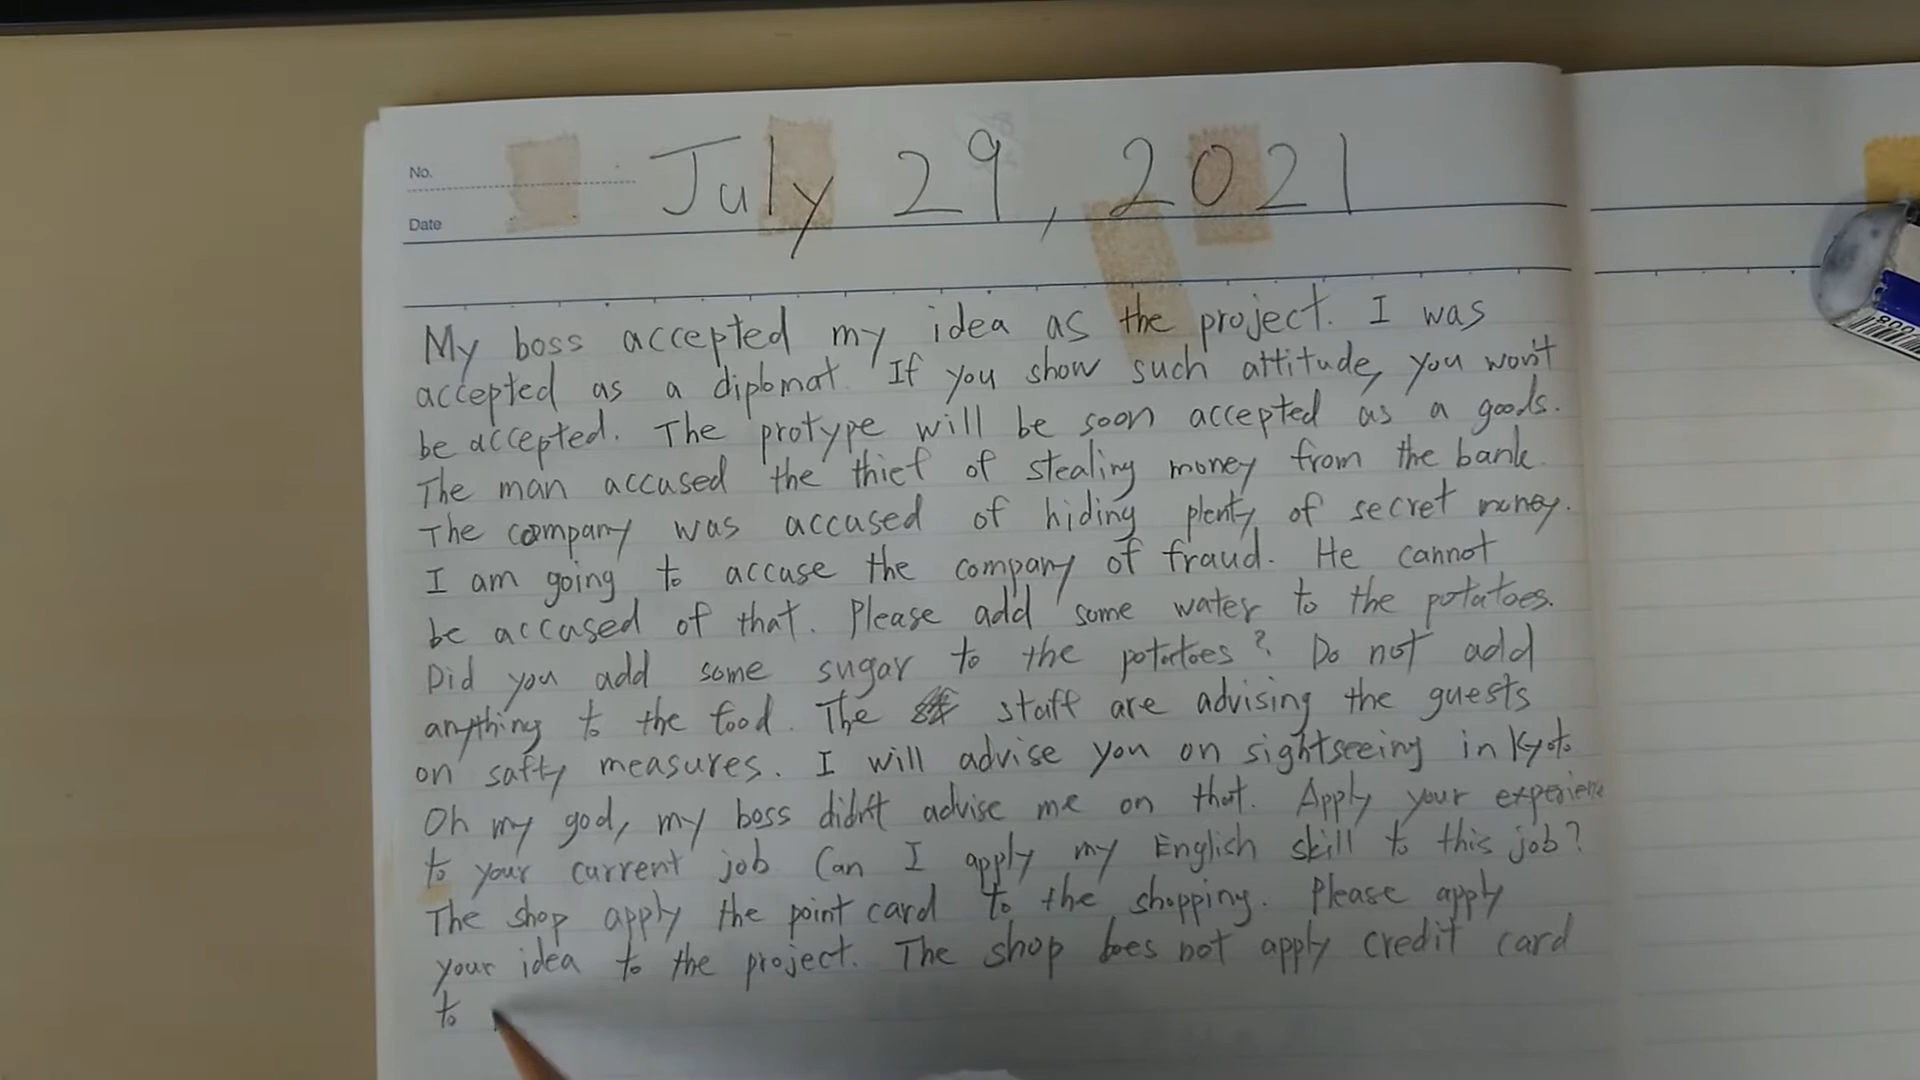 No.
July 29, 2021
Date
My boss accepted my idea as the project. I was
accepted as a diplomat. If you show such attitude, you won't
be accepted. The protype will be soon accepted as a goods.
The man accused the thief of stealing money from the bank.
The company was accused of hiding plenty of secret money.
I am going to accuse the company of fraud. He cannot
be accused of that. Please add some water to the potatoes.
Did you add some sugar to the potatoes? Do not add
anything to the food. The staff are advising the guests
on safty measures. I will advise you on sightseeing in Kyoto
Oh my god, my boss didn't advise me on that. Apply your experience
to your current job Can I apply my English skill to this job?
The shop apply the point card to the shopping. Please apply
your idea to the project. The shop does not apply credit card
to